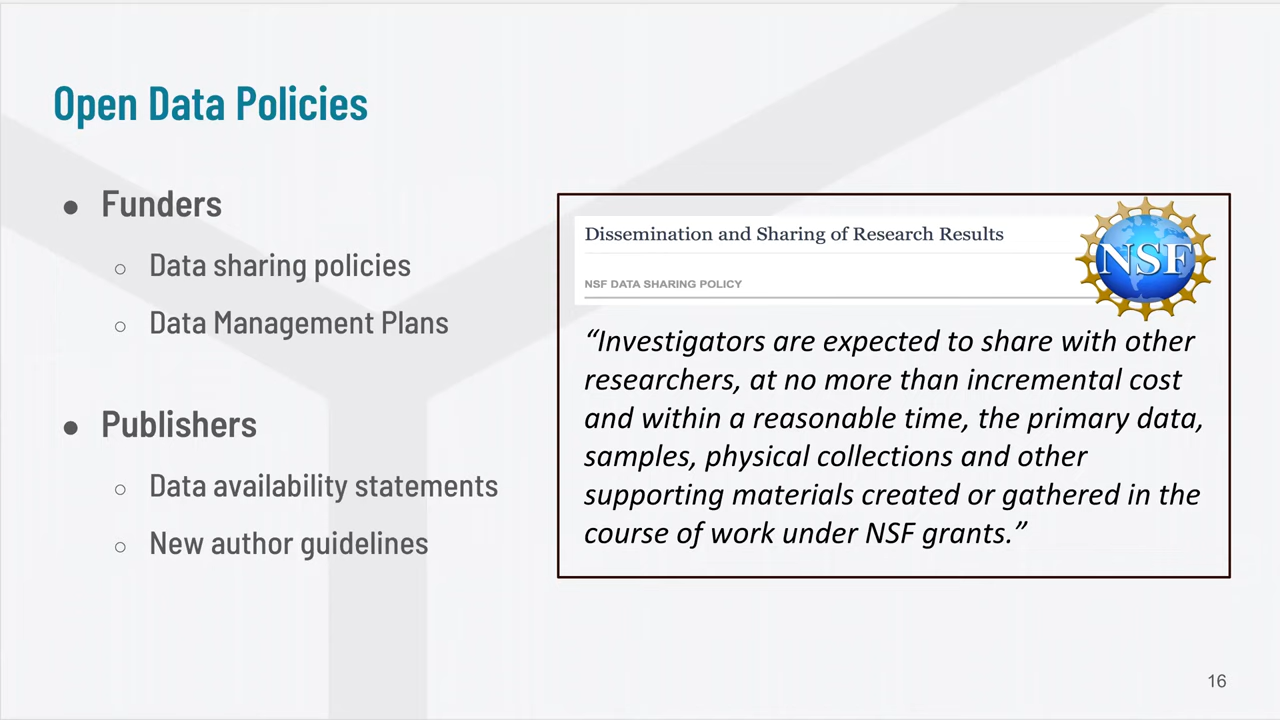 Open Data Policies
● Funders
○ Data sharing policies
○ Data Management Plans
● Publishers
○ Data availability statements
○ New author guidelines
Dissemination and Sharing of Research Results
NSF
NSF DATA SHARING POLICY
“Investigators are expected to share with other
researchers, at no more than incremental cost
and within a reasonable time, the primary data,
samples, physical collections and other
supporting materials created or gathered in the
course of work under NSF grants.”
16